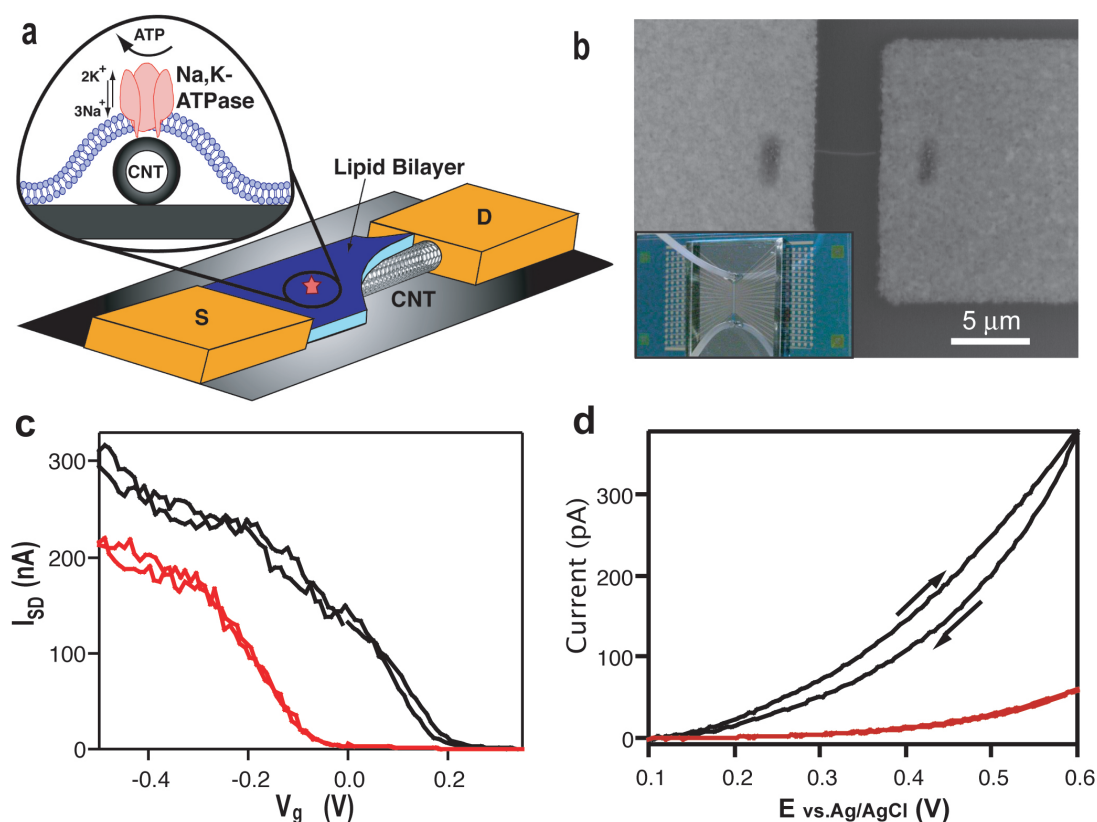 a
ATP
2K+
3Na+
Na,K-
ATPase
CNT
Lipid Bilayer
D
S
CNT
b
5 μm
c
300
200
100
0
ISD (nA)
-0.4
-0.2
0.0
0.2
Vg (V)
d
300
200
100
0
Current (pA)
0.1
0.2
0.3
0.4
0.5
0.6
E vs.Ag/AgCl (V)